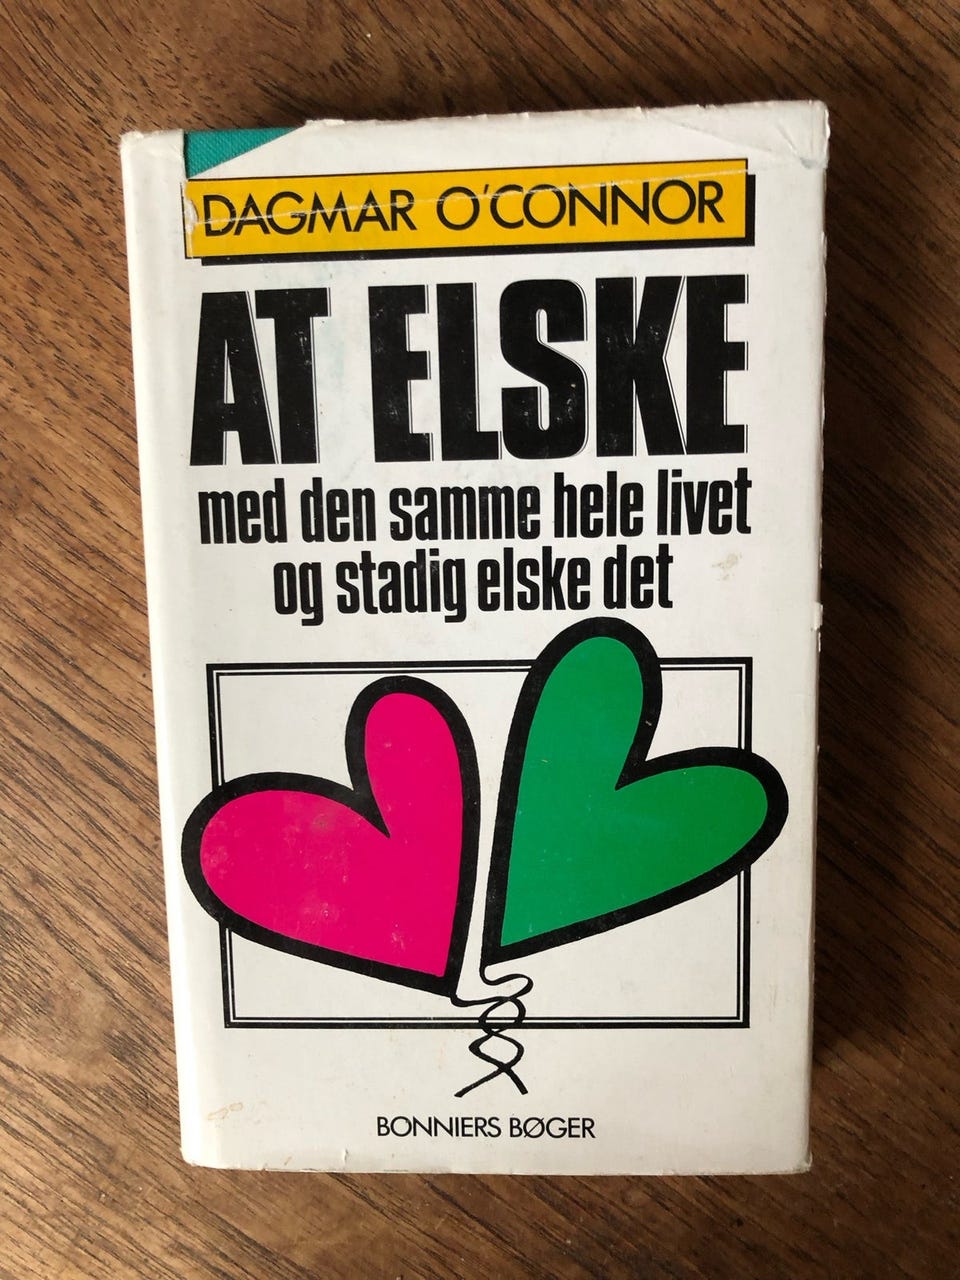 DAGMAR O'CONNOR
AT ELSKE
med den samme hele livet
og stadig elske det
BONNIERS BØGER